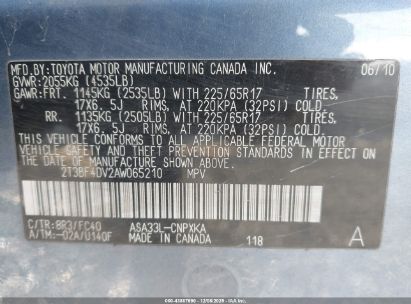 MFD.BY:TOYOTA MOTOR MANUFACTURING CANADA INC. 06/10
GVWR:2055KG (4535LB)
GAWR:FRT. 1145KG (2535LB) WITH 225/65R17 TIRES,
17X6.5J RIMS, AT 220KPA (32PSI) COLD.
RR. 1135KG (2505LB) WITH 225/65R17 TIRES,
17X6.5J RIMS, AT 220KPA (32PSI) COLD.
THIS VEHICLE CONFORMS TO ALL APPLICABLE FEDERAL MOTOR
VEHICLE SAFETY AND THEFT PREVENTION STANDARDS IN
EFFECT ON THE DATE OF MANUFACTURE SHOWN ABOVE.
2T3BF4DV2AW065210 MPV
C/TR:8R3/FC40 ASA33L-CNPXKA
A/TM:-02A/U140F MADE IN CANADA 118 A